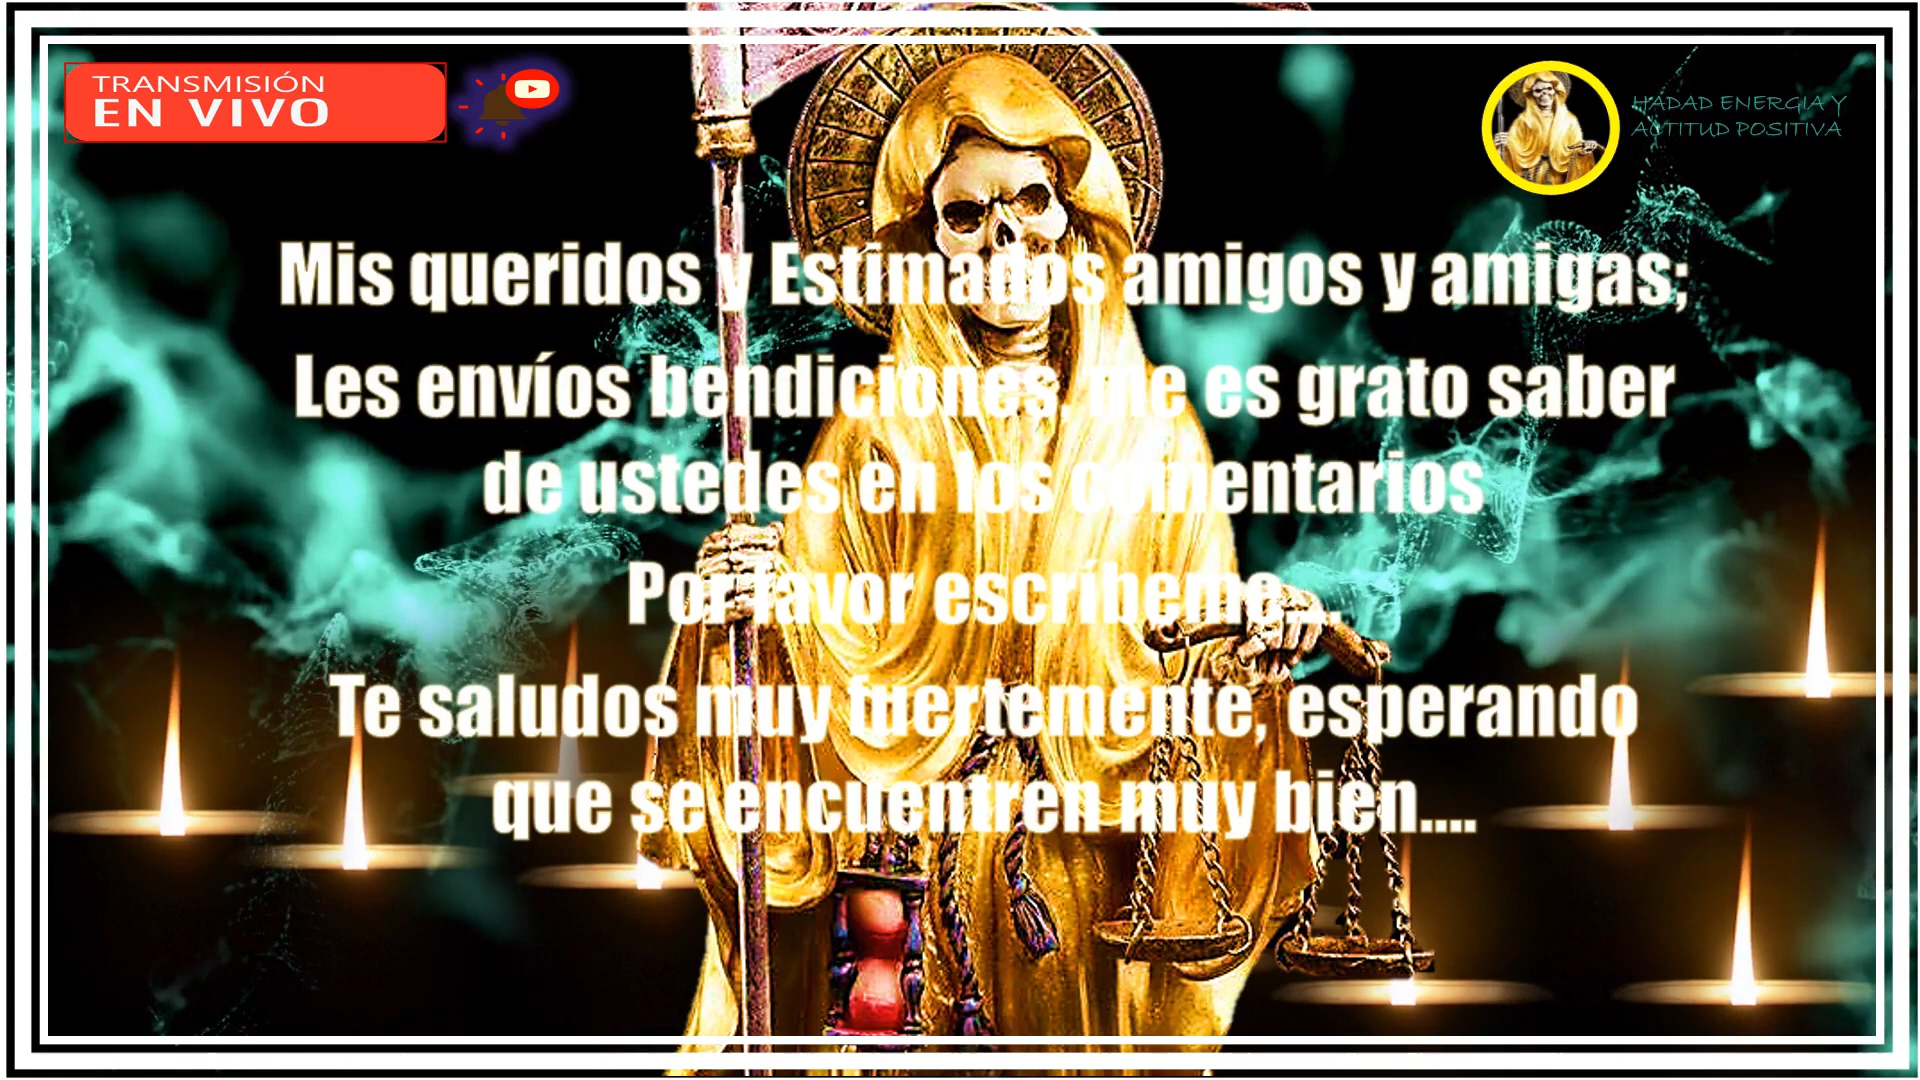 TRANSMISIÓN
EN VIVO
HADAD ENERGIA Y
ACTITUD POSITIVA
Mis queridos y Estimados amigos y amigas;
Les envíos bendiciones, me es grato saber
de ustedes en los comentarios
Por favor escríbeme....
Te saludos muy fuertemente, esperando
que se encuentren muy bien....